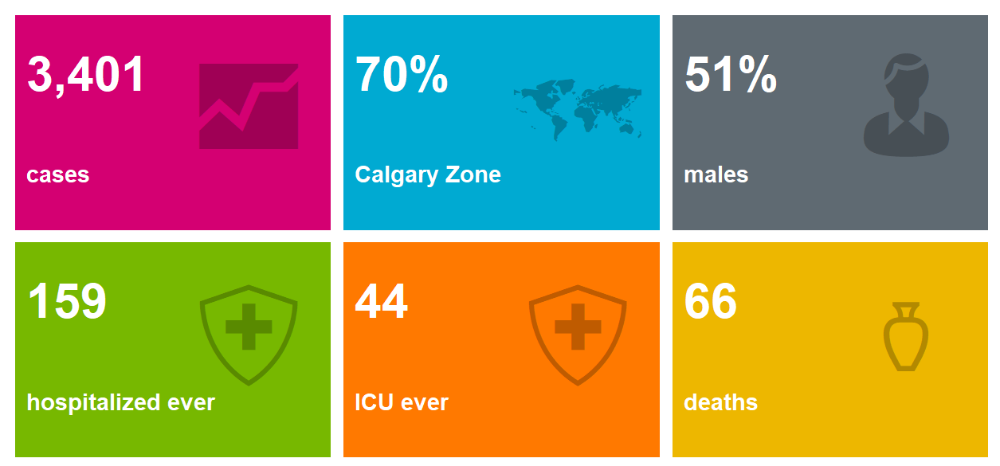 3,401
cases
70%
Calgary Zone
51%
males
159
hospitalized ever
44
ICU ever
66
deaths